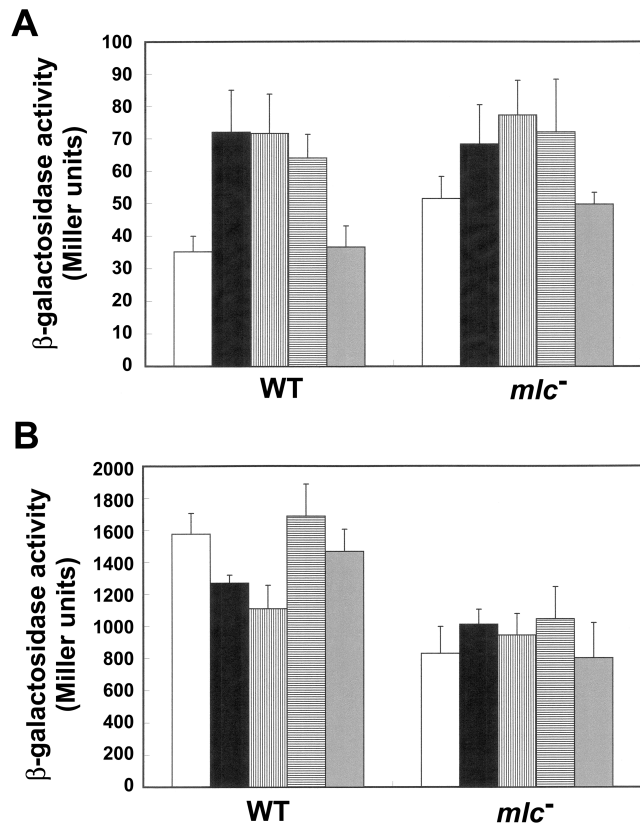 A
β-galactosidase activity
(Miller units)
100
90
80
70
60
50
40
30
20
10
0
WT
mlc-
B
β-galactosidase activity
(Miller units)
2000
1800
1600
1400
1200
1000
800
600
400
200
0
WT
mlc-